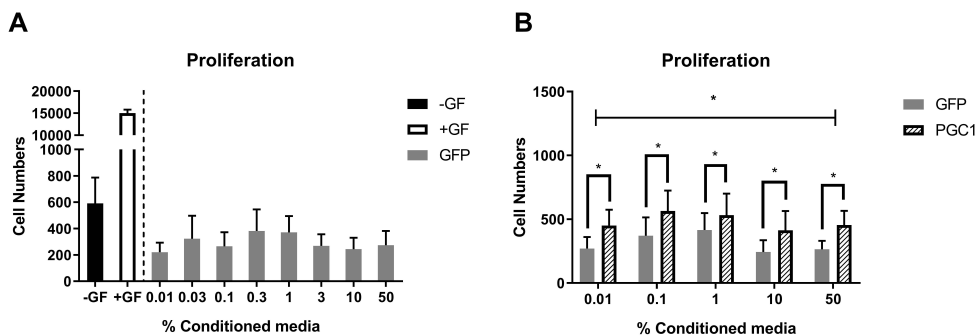 A
Proliferation
Cell Numbers
20000
15000
10000
1000
800
600
400
200
0
-GF +GF 0.01 0.03 0.1 0.3 1 3 10 50
% Conditioned media
-GF
+GF
GFP
B
Proliferation
Cell Numbers
1500
1000
500
0
*
* * * * *
0.01 0.1 1 10 50
% Conditioned media
GFP
PGC1